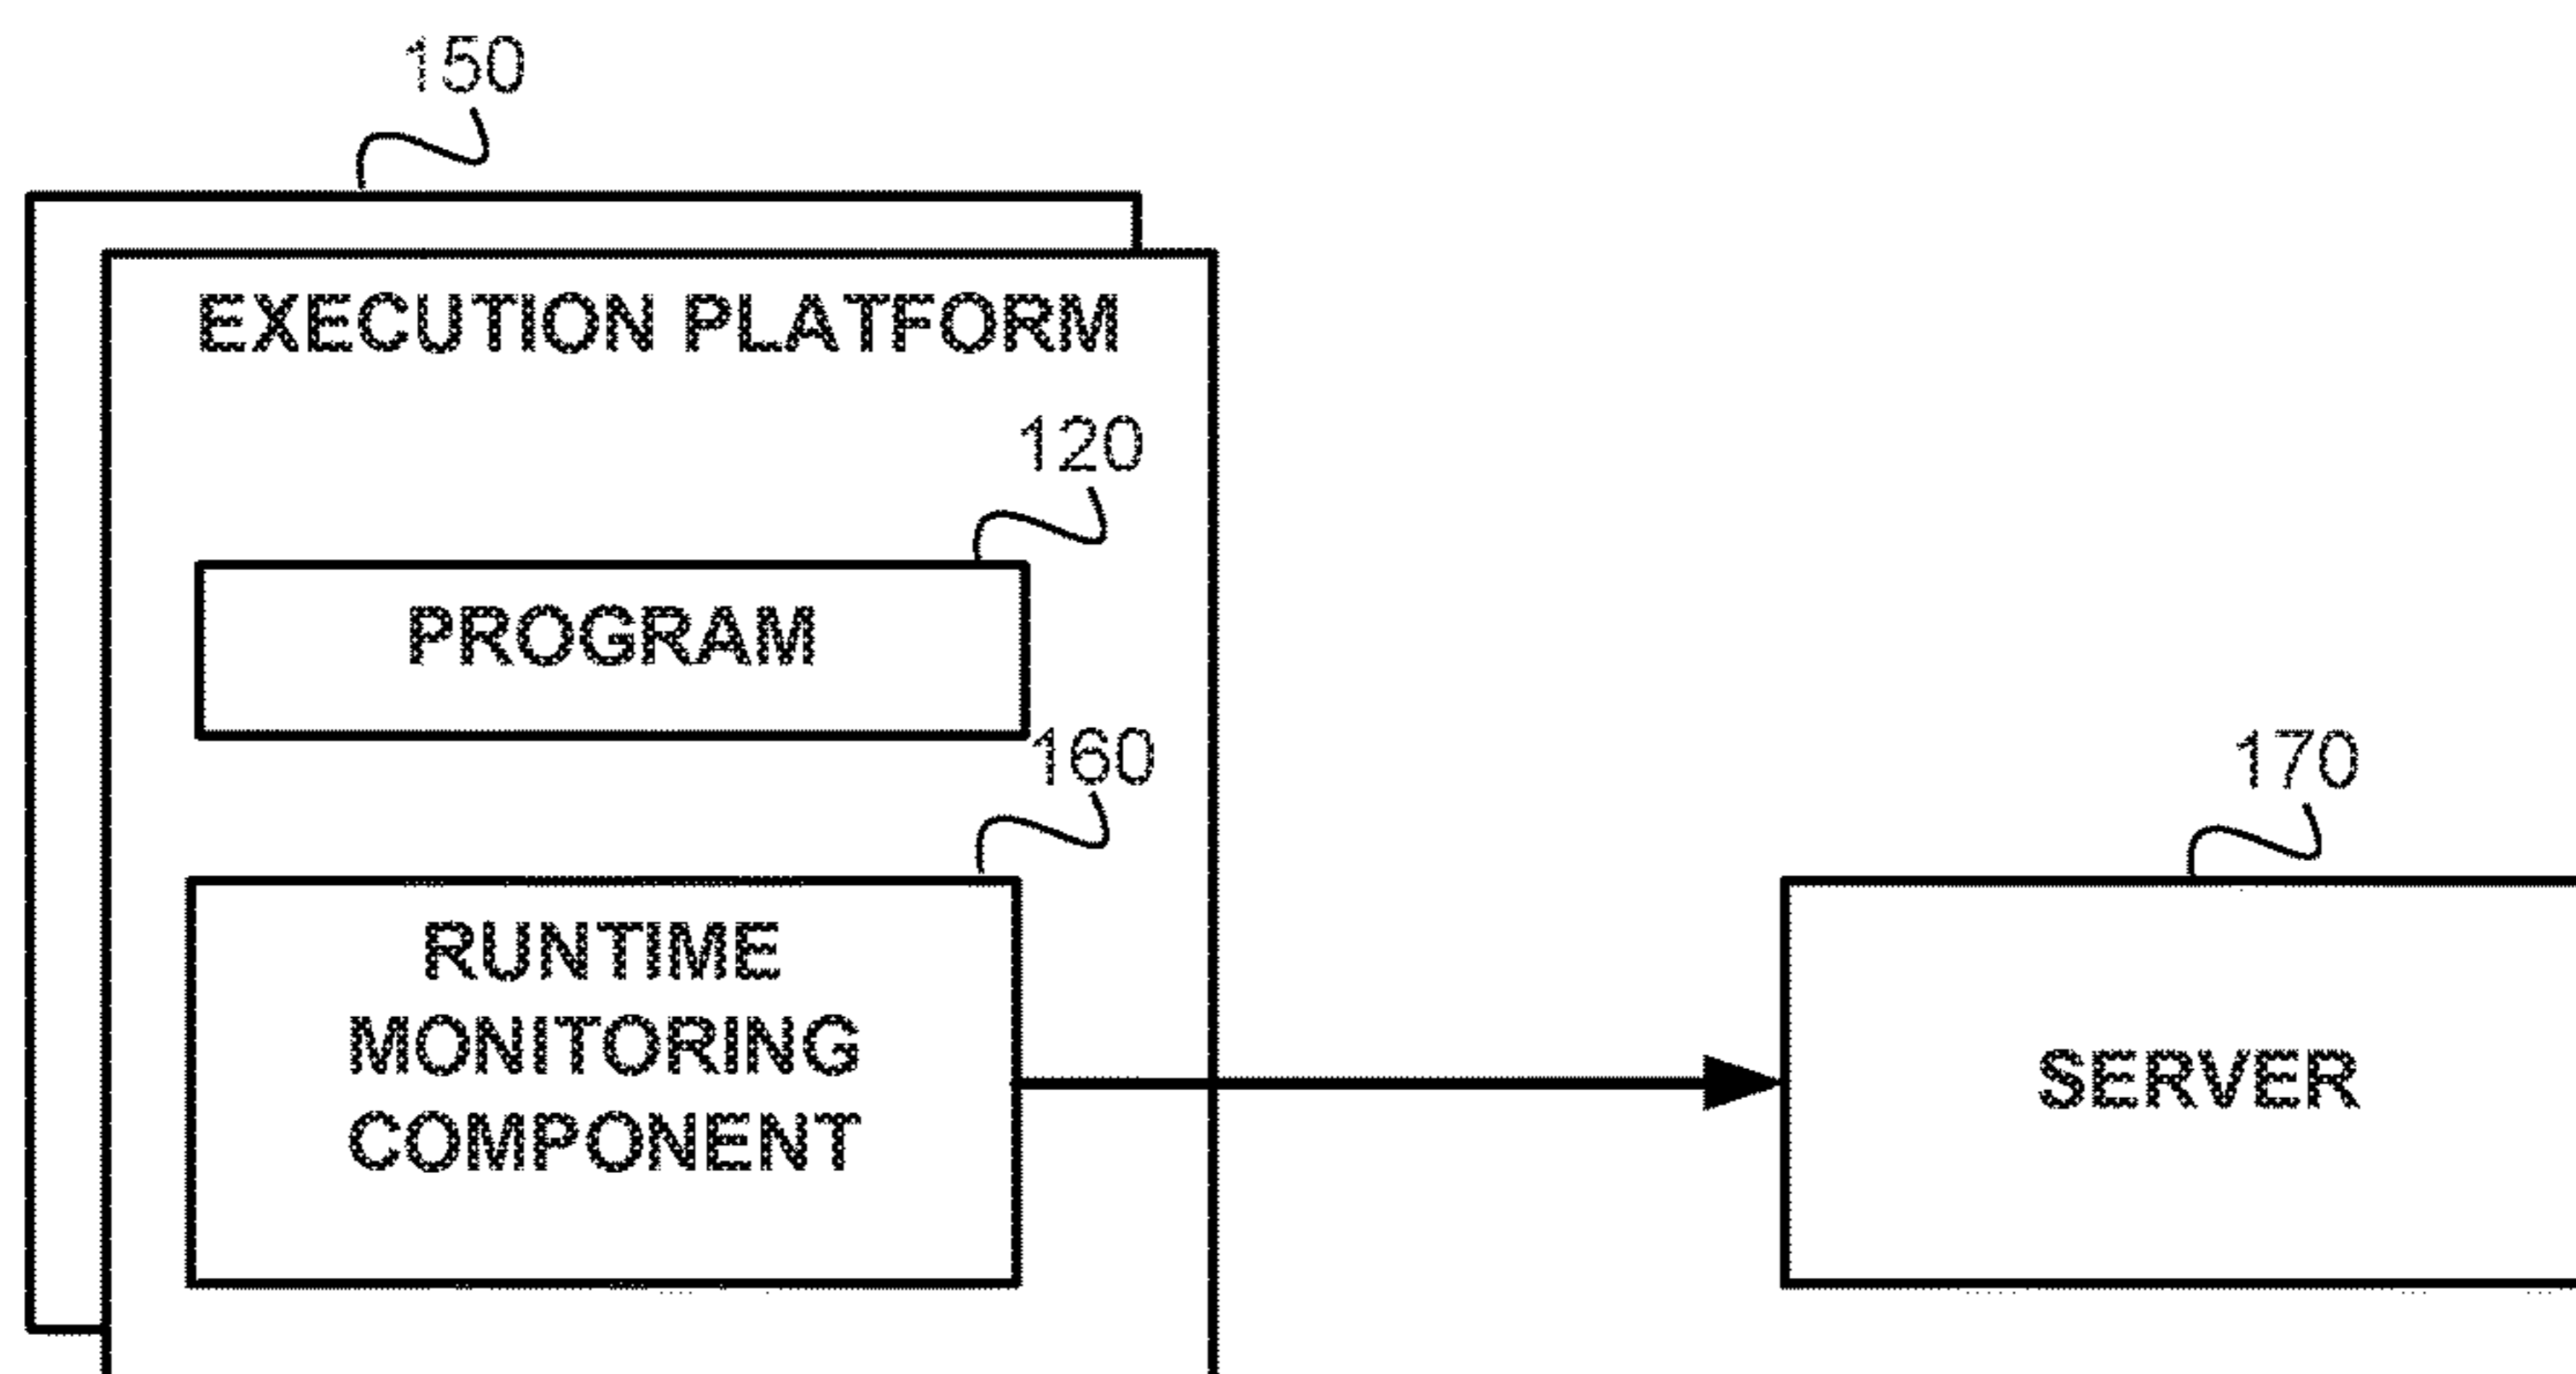 150
EXECUTION PLATFORM
120
PROGRAM
160
170
RUNTIME
MONITORING
COMPONENT
SERVER